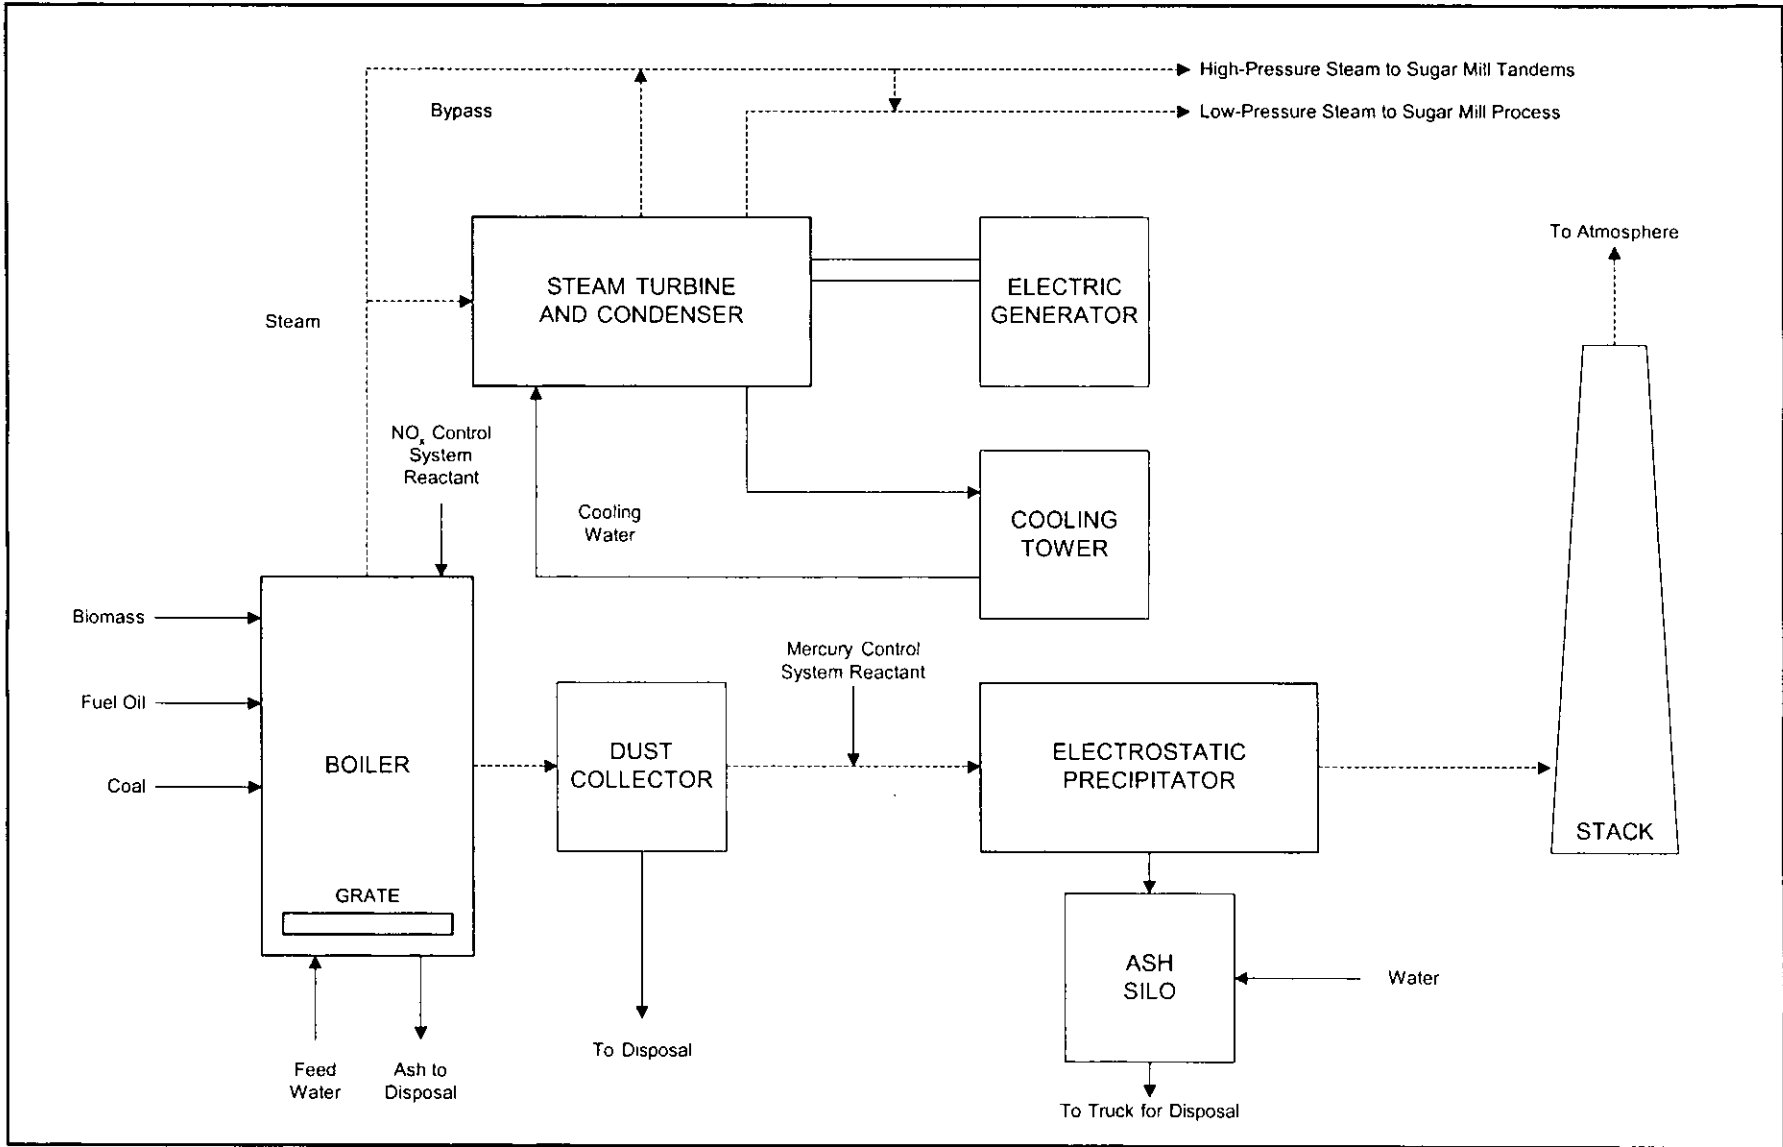 High-Pressure Steam to Sugar Mill Tandems
Bypass
Low-Pressure Steam to Sugar Mill Process
To Atmosphere
STEAM TURBINE
AND CONDENSER
ELECTRIC
GENERATOR
Steam
NOx Control
System
Reactant
Cooling
Water
COOLING
TOWER
Biomass
Fuel Oil
Coal
BOILER
GRATE
DUST
COLLECTOR
Mercury Control
System Reactant
ELECTROSTATIC
PRECIPITATOR
STACK
ASH
SILO
Water
Feed
Water
Ash to
Disposal
To Disposal
To Truck for Disposal